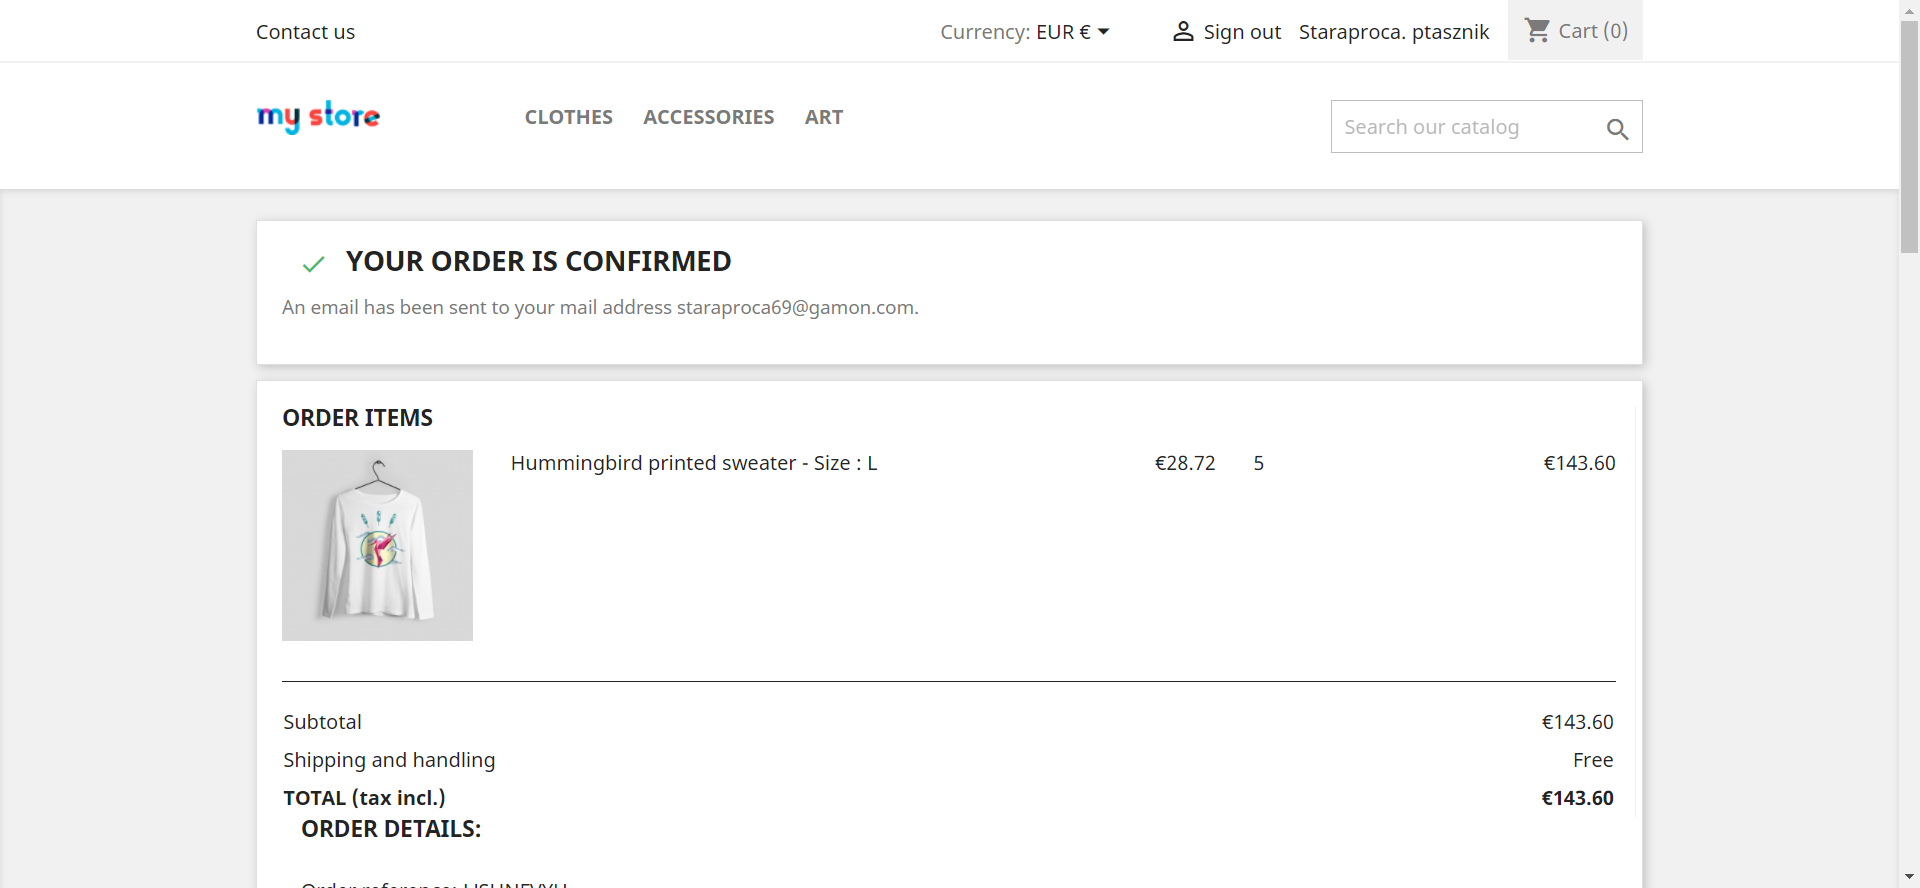 Contact us
Currency: EUR €
Sign out
Staraproca. ptasznik
Cart (0)
my store
CLOTHES
ACCESSORIES
ART
Search our catalog
YOUR ORDER IS CONFIRMED
An email has been sent to your mail address staraproca69@gamon.com.
ORDER ITEMS
Hummingbird printed sweater - Size : L €28.72 5 €143.60
Subtotal €143.60
Shipping and handling Free
TOTAL (tax incl.) €143.60
ORDER DETAILS:
Order reference: